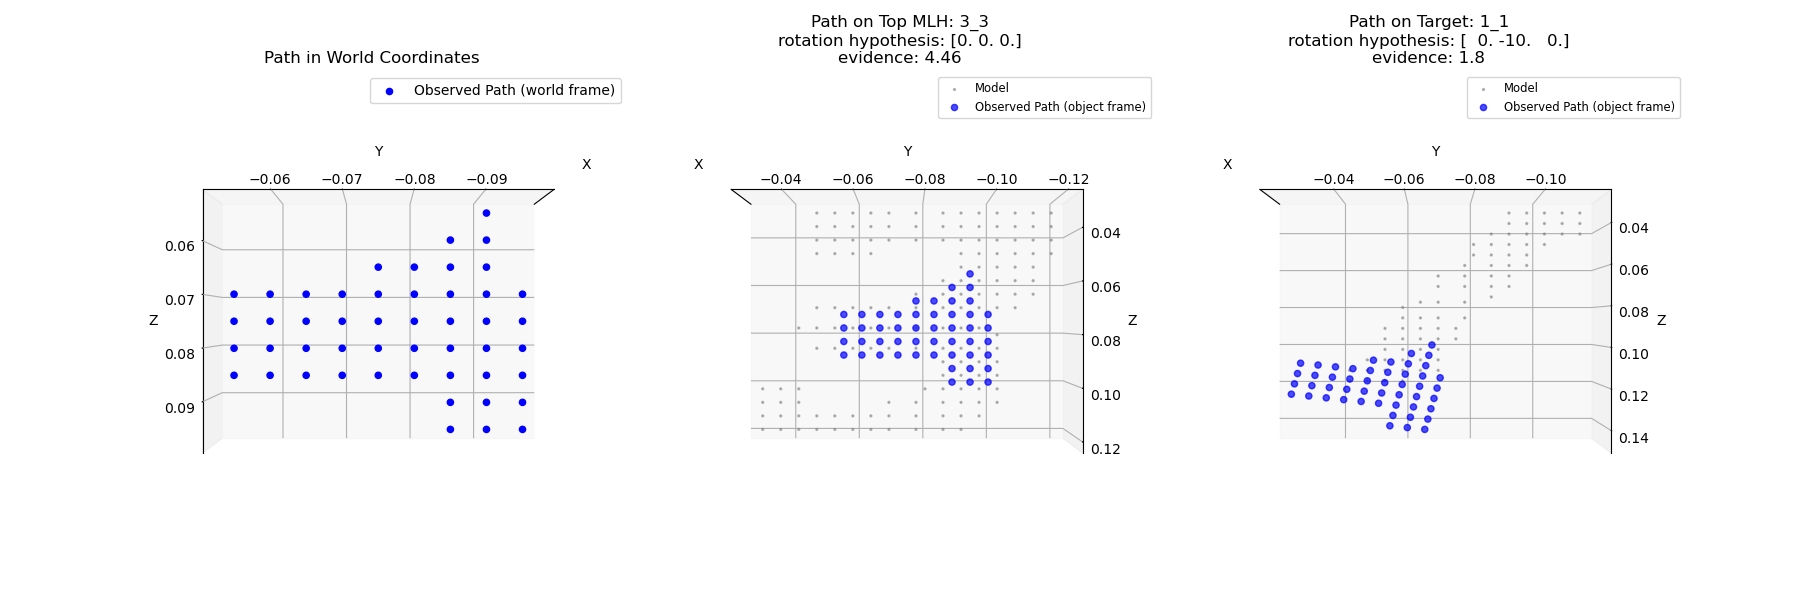 Path in World Coordinates
Observed Path (world frame)
Y
X
−0.06 −0.07 −0.08 −0.09
0.06
0.07
Z
0.08
0.09
Path on Top MLH: 3_3
rotation hypothesis: [0. 0. 0.]
evidence: 4.46
Model
Observed Path (object frame)
Y
X
−0.04 −0.06 −0.08 −0.10 −0.12
0.04
0.06
Z
0.08
0.10
0.12
Path on Target: 1_1
rotation hypothesis: [  0. -10.   0.]
evidence: 1.8
Model
Observed Path (object frame)
Y
X
−0.04 −0.06 −0.08 −0.10
0.04
0.06
0.08
Z
0.10
0.12
0.14